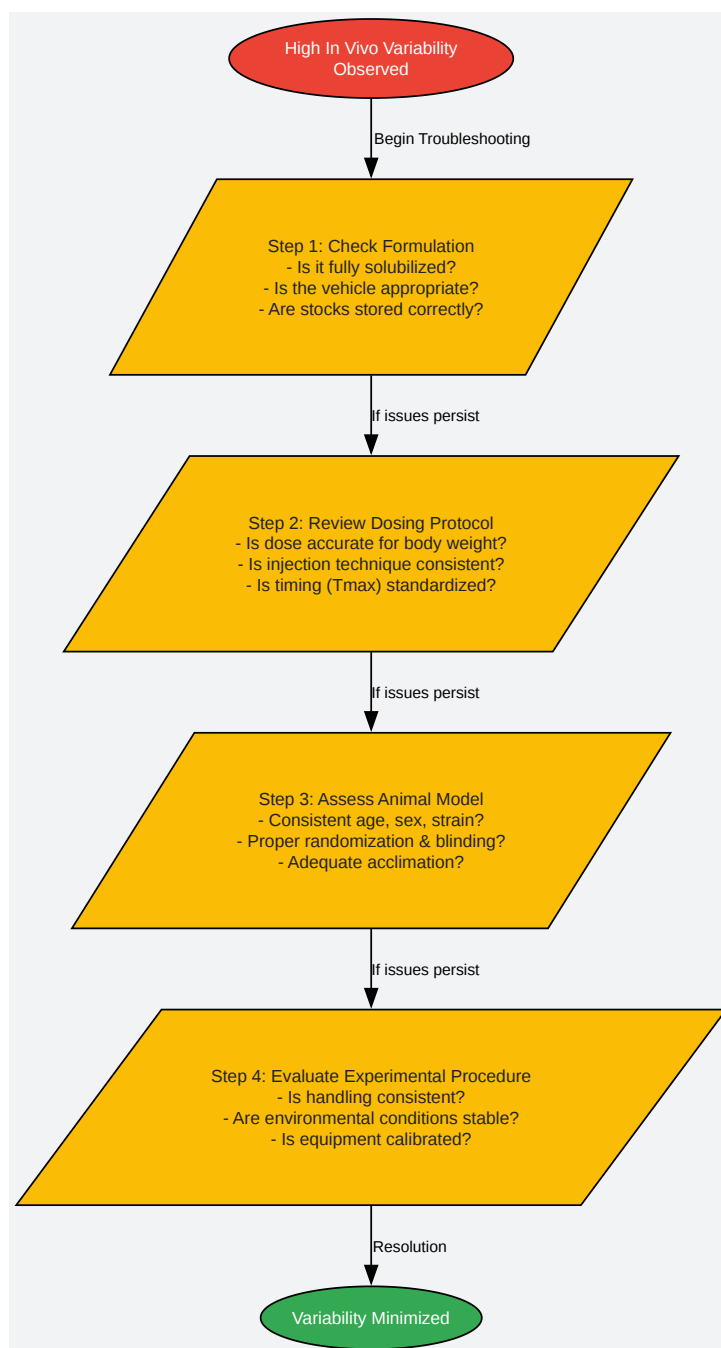 High In Vivo Variability
Observed
Begin Troubleshooting
Step 1: Check Formulation
- Is it fully solubilized?
- Is the vehicle appropriate?
- Are stocks stored correctly?
If issues persist
Step 2: Review Dosing Protocol
- Is dose accurate for body weight?
- Is injection technique consistent?
- Is timing (Tmax) standardized?
If issues persist
Step 3: Assess Animal Model
- Consistent age, sex, strain?
- Proper randomization & blinding?
- Adequate acclimation?
If issues persist
Step 4: Evaluate Experimental Procedure
- Is handling consistent?
- Are environmental conditions stable?
- Is equipment calibrated?
Resolution
Variability Minimized